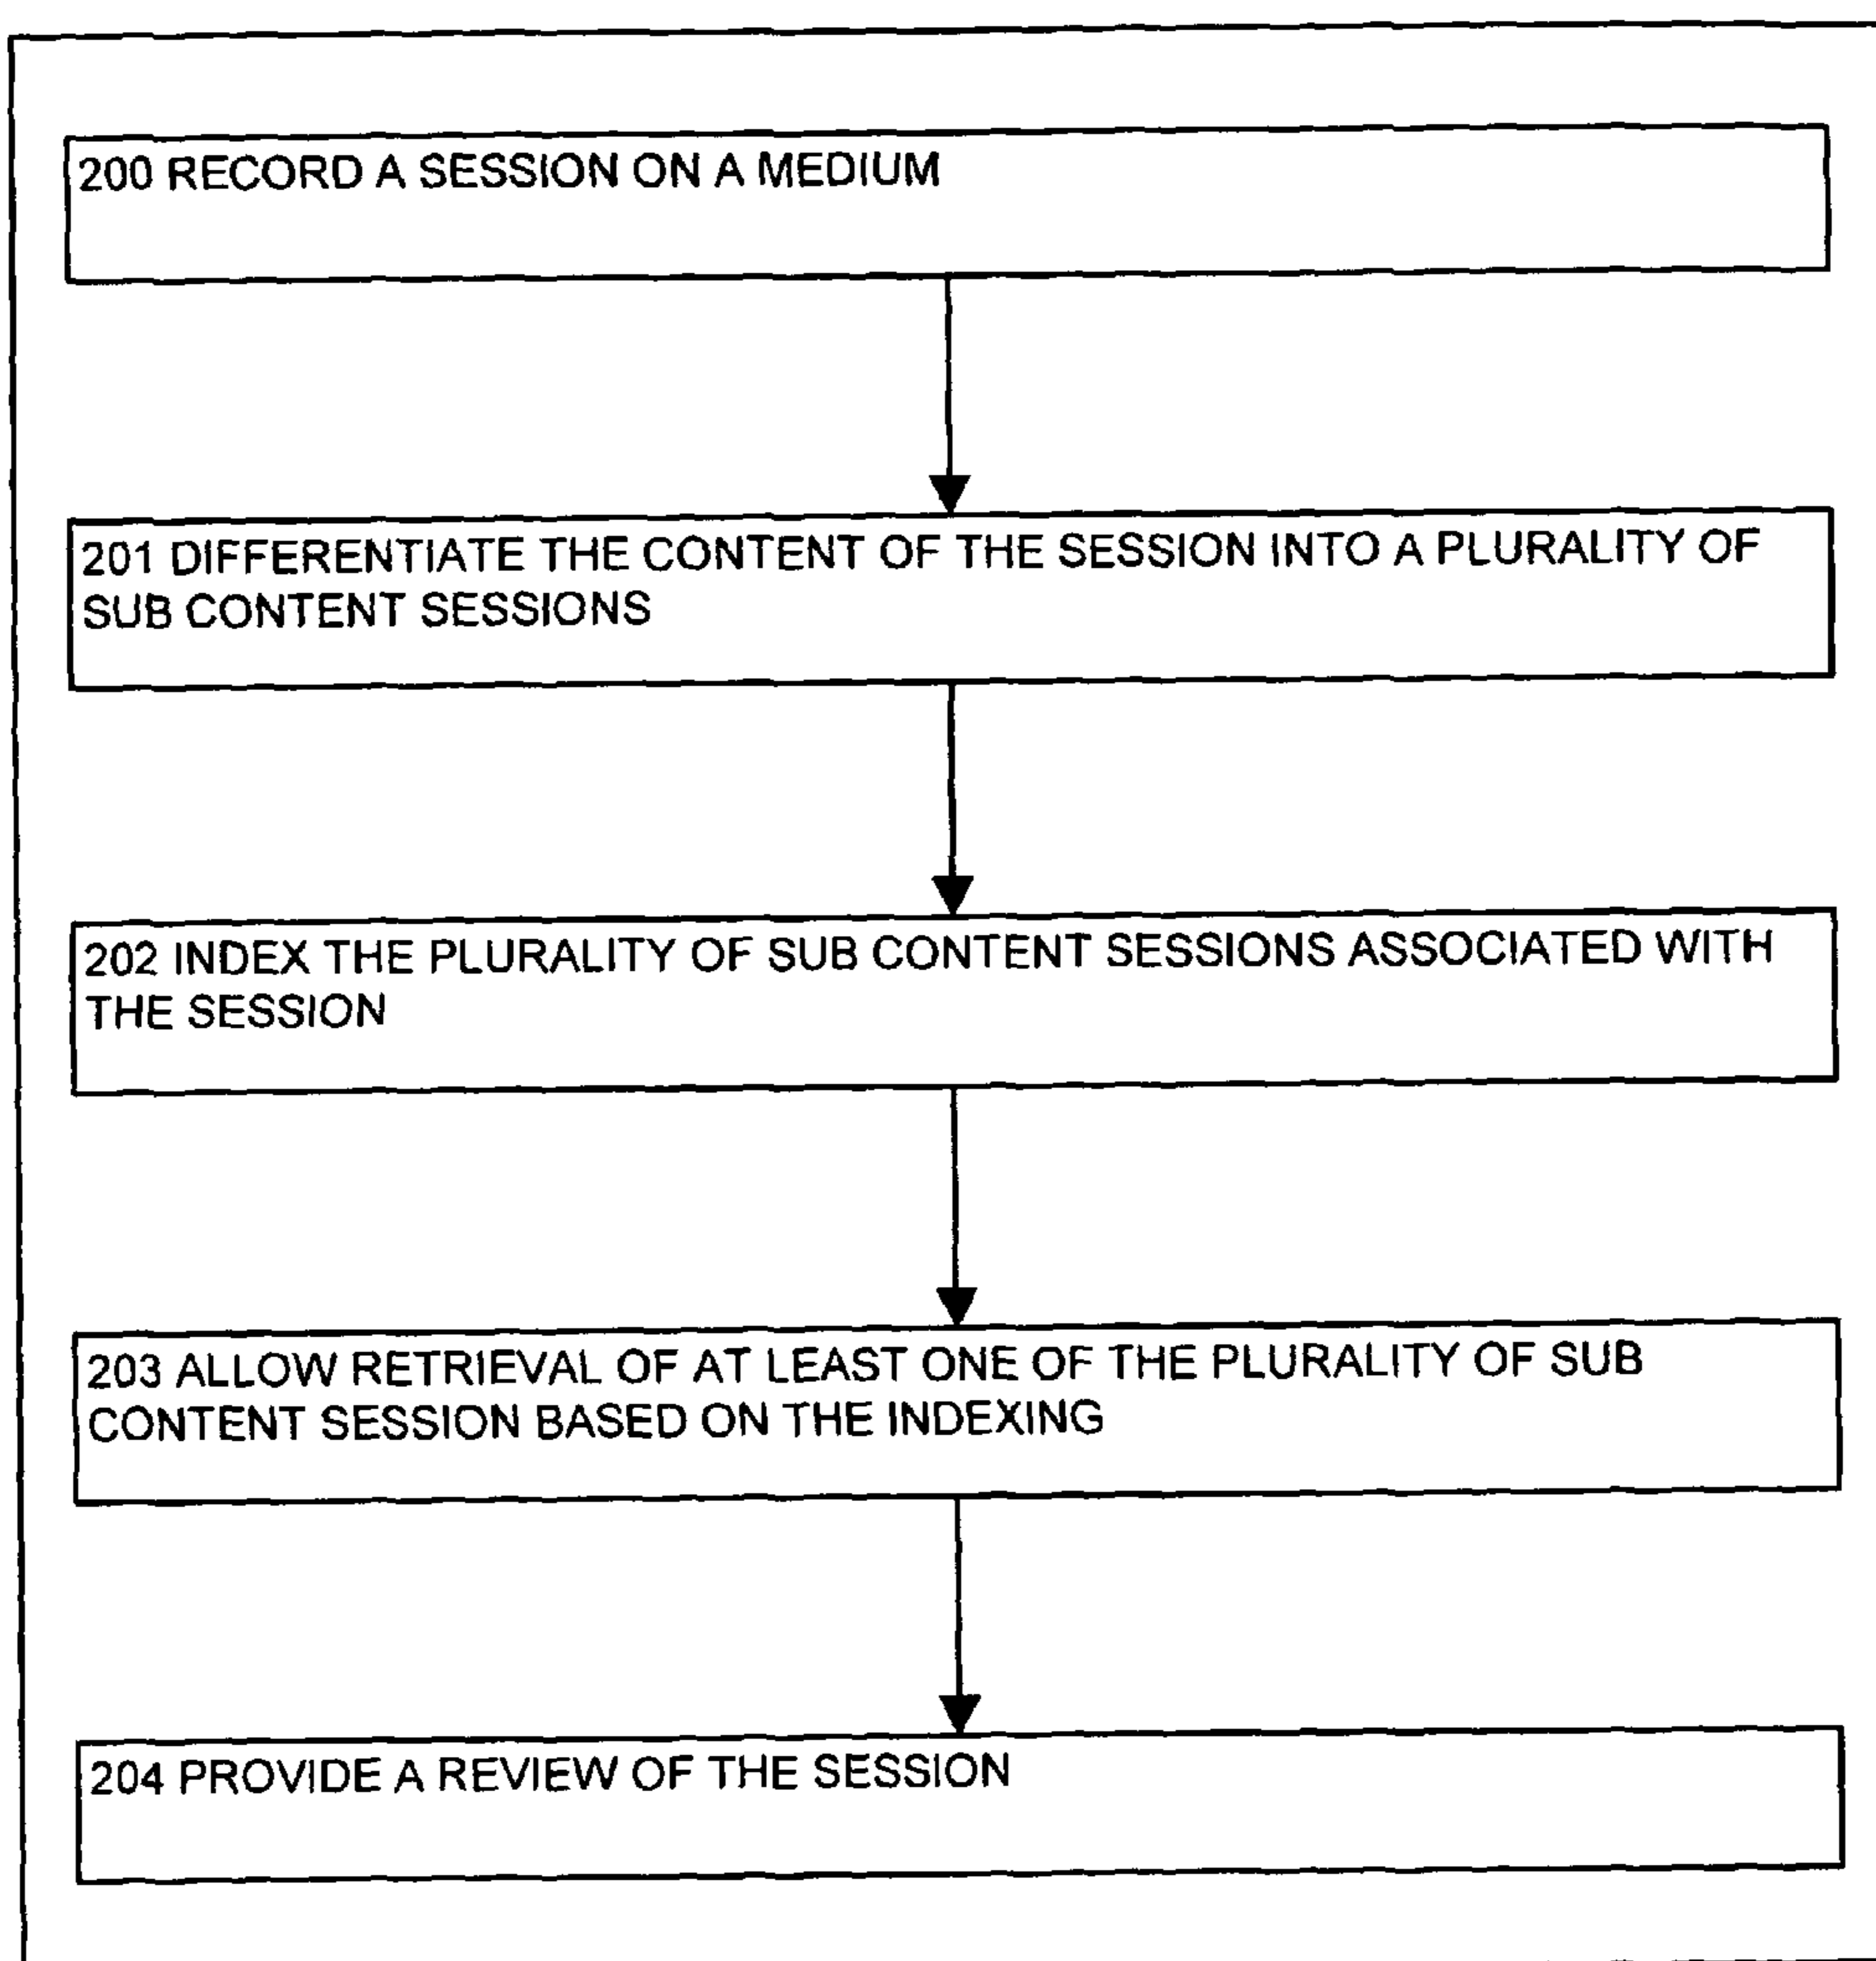 200 RECORD A SESSION ON A MEDIUM
201 DIFFERENTIATE THE CONTENT OF THE SESSION INTO A PLURALITY OF
SUB CONTENT SESSIONS
202 INDEX THE PLURALITY OF SUB CONTENT SESSIONS ASSOCIATED WITH
THE SESSION
203 ALLOW RETRIEVAL OF AT LEAST ONE OF THE PLURALITY OF SUB
CONTENT SESSION BASED ON THE INDEXING
204 PROVIDE A REVIEW OF THE SESSION